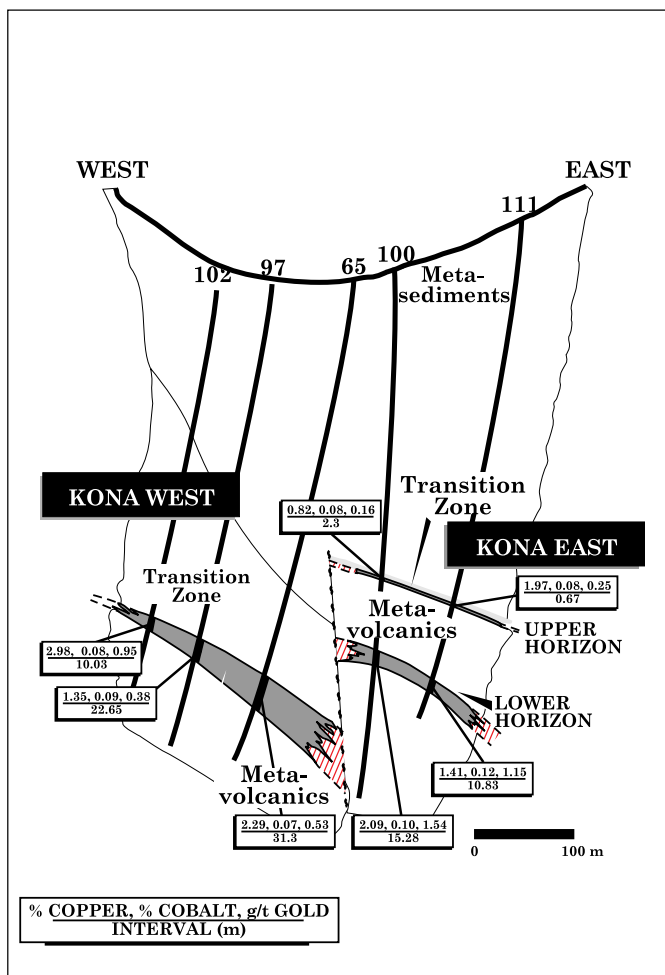 WEST
EAST
111
102
97
65
100
Meta-
sediments
KONA WEST
Transition
Zone
0.82, 0.08, 0.16
2.3
KONA EAST
Transition
Zone
1.97, 0.08, 0.25
0.67
Meta-
volcanics
UPPER
HORIZON
2.98, 0.08, 0.95
10.03
1.35, 0.09, 0.38
22.65
LOWER
HORIZON
Meta-
volcanics
1.41, 0.12, 1.15
10.83
2.29, 0.07, 0.53
31.3
2.09, 0.10, 1.54
15.28
0 100 m
% COPPER, % COBALT, g/t GOLD
INTERVAL (m)